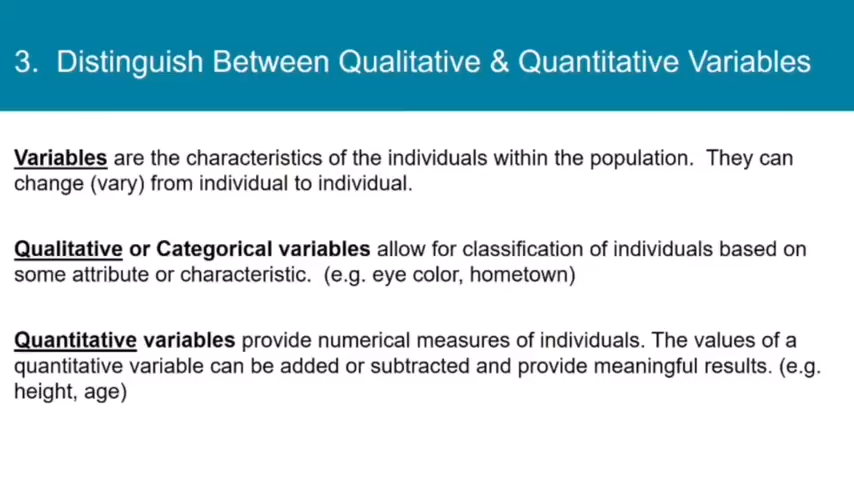 3. Distinguish Between Qualitative & Quantitative Variables
Variables are the characteristics of the individuals within the population. They can
change (vary) from individual to individual.
Qualitative or Categorical variables allow for classification of individuals based on
some attribute or characteristic. (e.g. eye color, hometown)
Quantitative variables provide numerical measures of individuals. The values of a
quantitative variable can be added or subtracted and provide meaningful results. (e.g.
height, age)